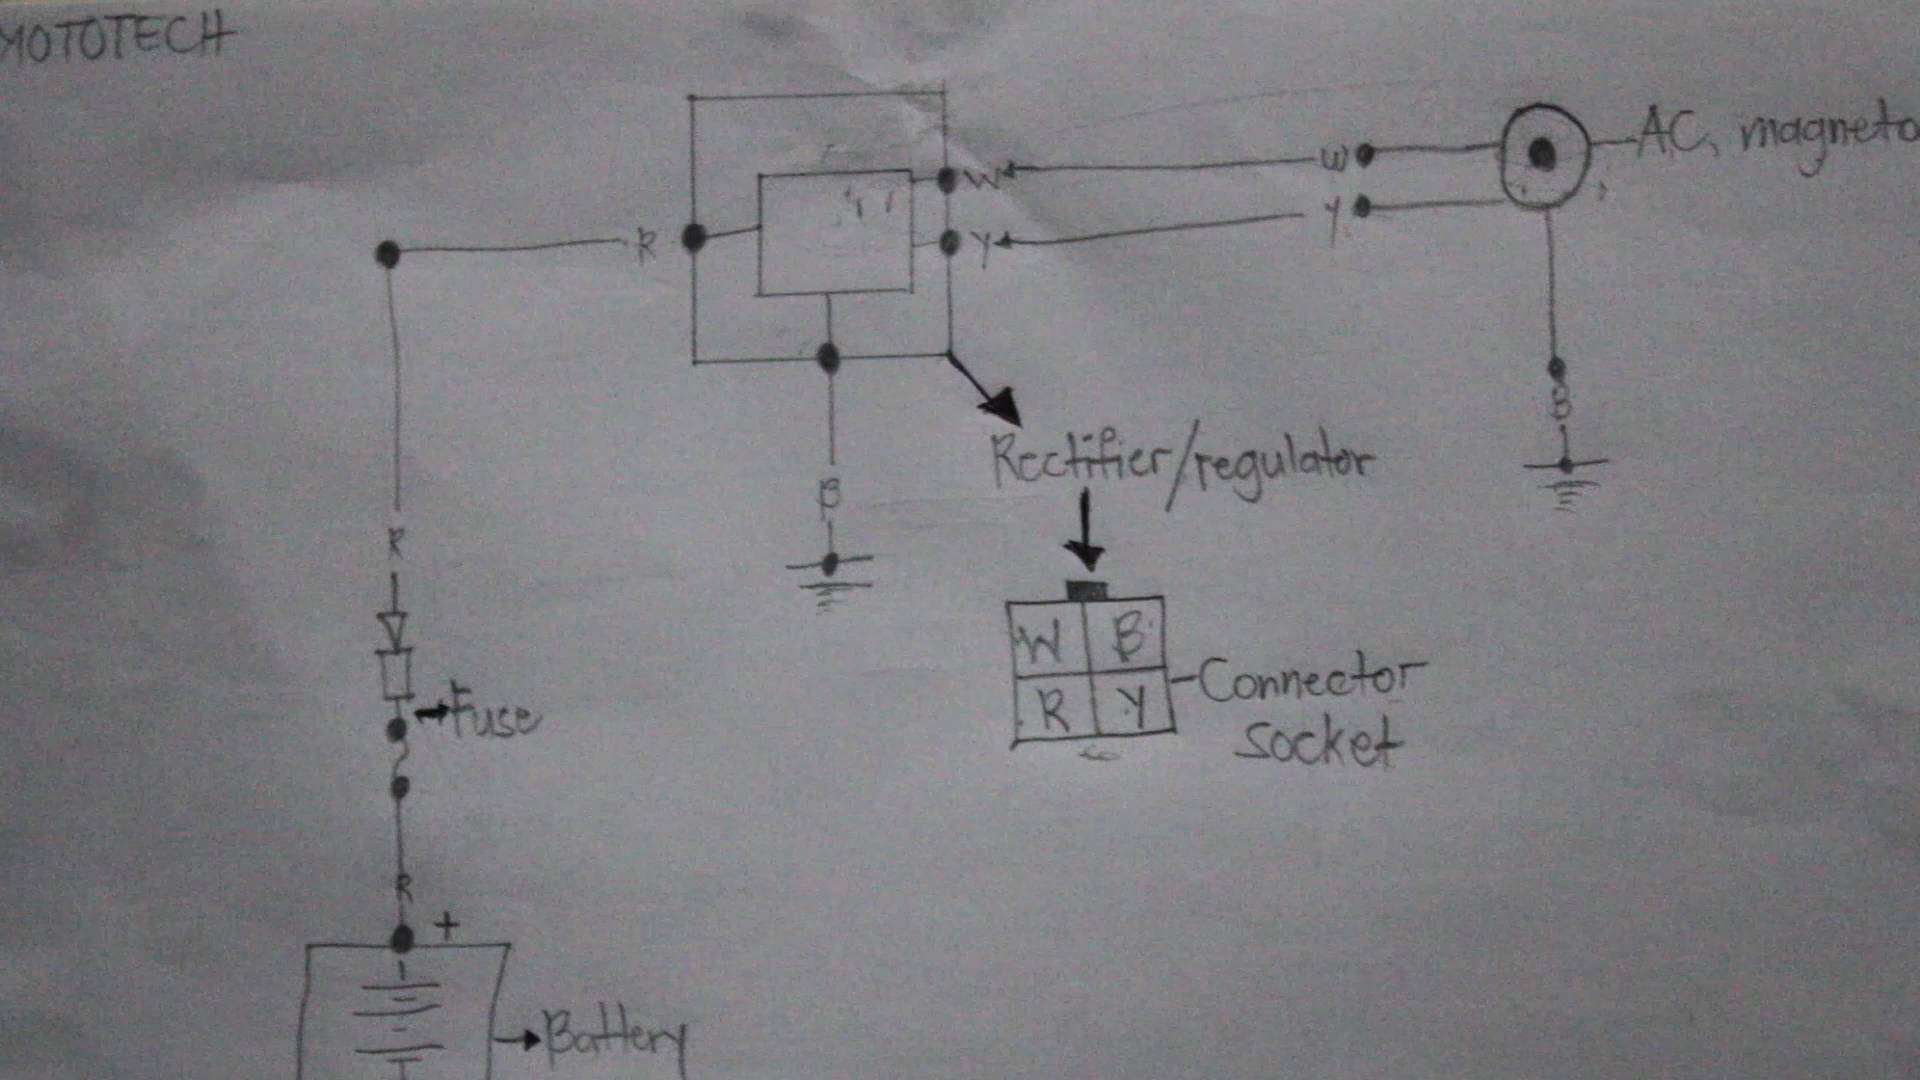 MOTOTECH
AC, magneto
W
W
Y
Y
R
B
B
Rectifier/regulator
R
W B
R Y
Connector
socket
Fuse
R
+
Battery